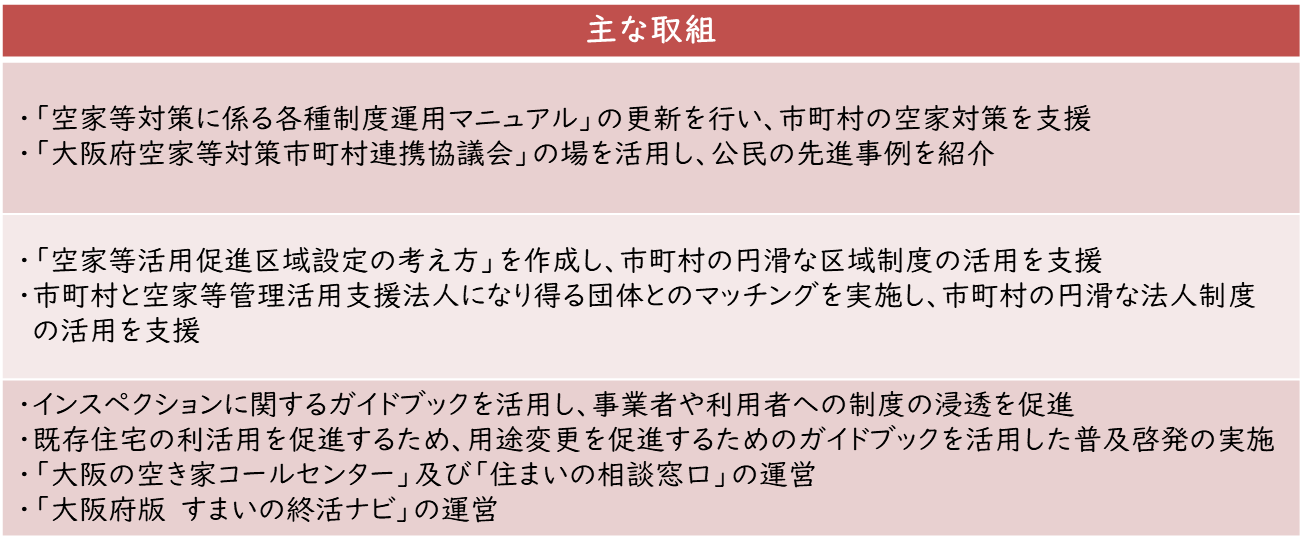 主な取組
・「空家等対策に係る各種制度運用マニュアル」の更新を行い、市町村の空家対策を支援
・「大阪府空家等対策市町村連携協議会」の場を活用し、公民の先進事例を紹介
・「空家等活用促進区域設定の考え方」を作成し、市町村の円滑な区域制度の活用を支援
・市町村と空家等管理活用支援法人になり得る団体とのマッチングを実施し、市町村の円滑な法人制度
の活用を支援
・インスペクションに関するガイドブックを活用し、事業者や利用者への制度の浸透を促進
・既存住宅の利活用を促進するため、用途変更を促進するためのガイドブックを活用した普及啓発の実施
・「大阪の空き家コールセンター」及び「住まいの相談窓口」の運営
・「大阪府版 すまいの終活ナビ」の運営